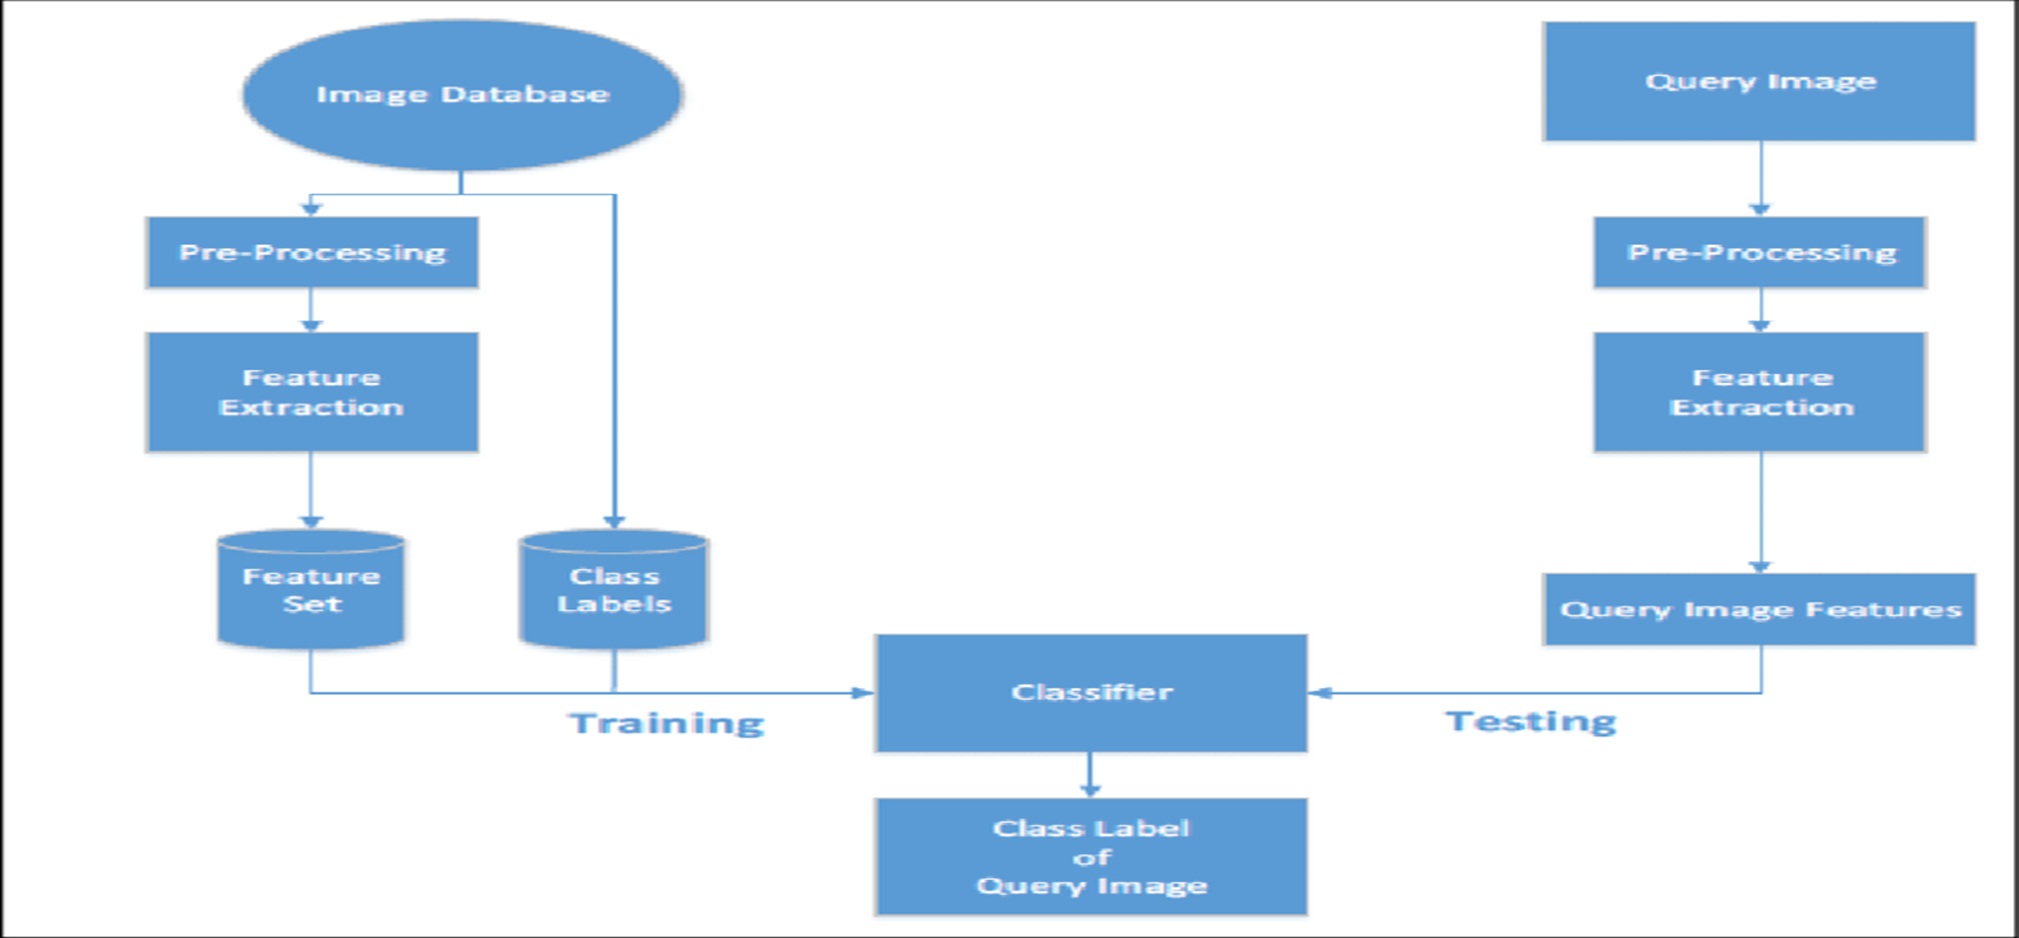 Image Database
Query Image
Pre-Processing
Pre-Processing
Feature
Extraction
Feature
Extraction
Feature
Set
Class
Labels
Query Image Features
Classifier
Training
Testing
Class Label
of
Query Image